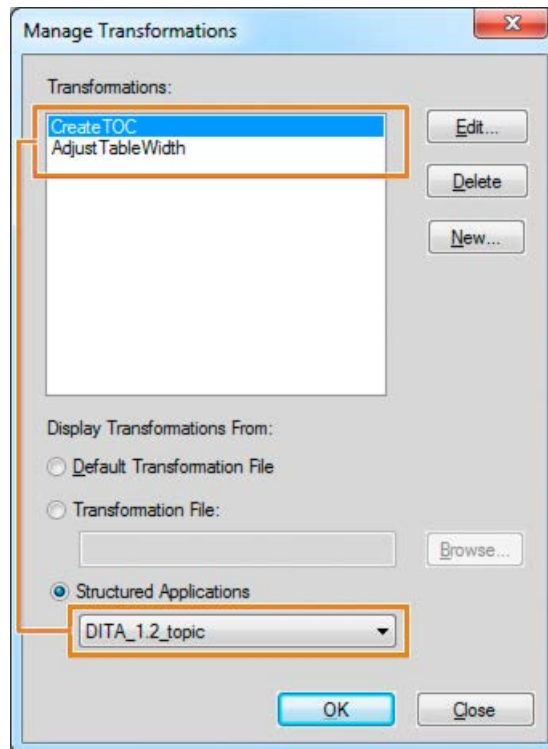 Manage Transformations
Transformations:
CreateTOC
AdjustTableWidth
Edit...
Delete
New...
Display Transformations From:
Default Transformation File
Transformation File:
Browse...
Structured Applications
DITA_1.2_topic
OK
Close